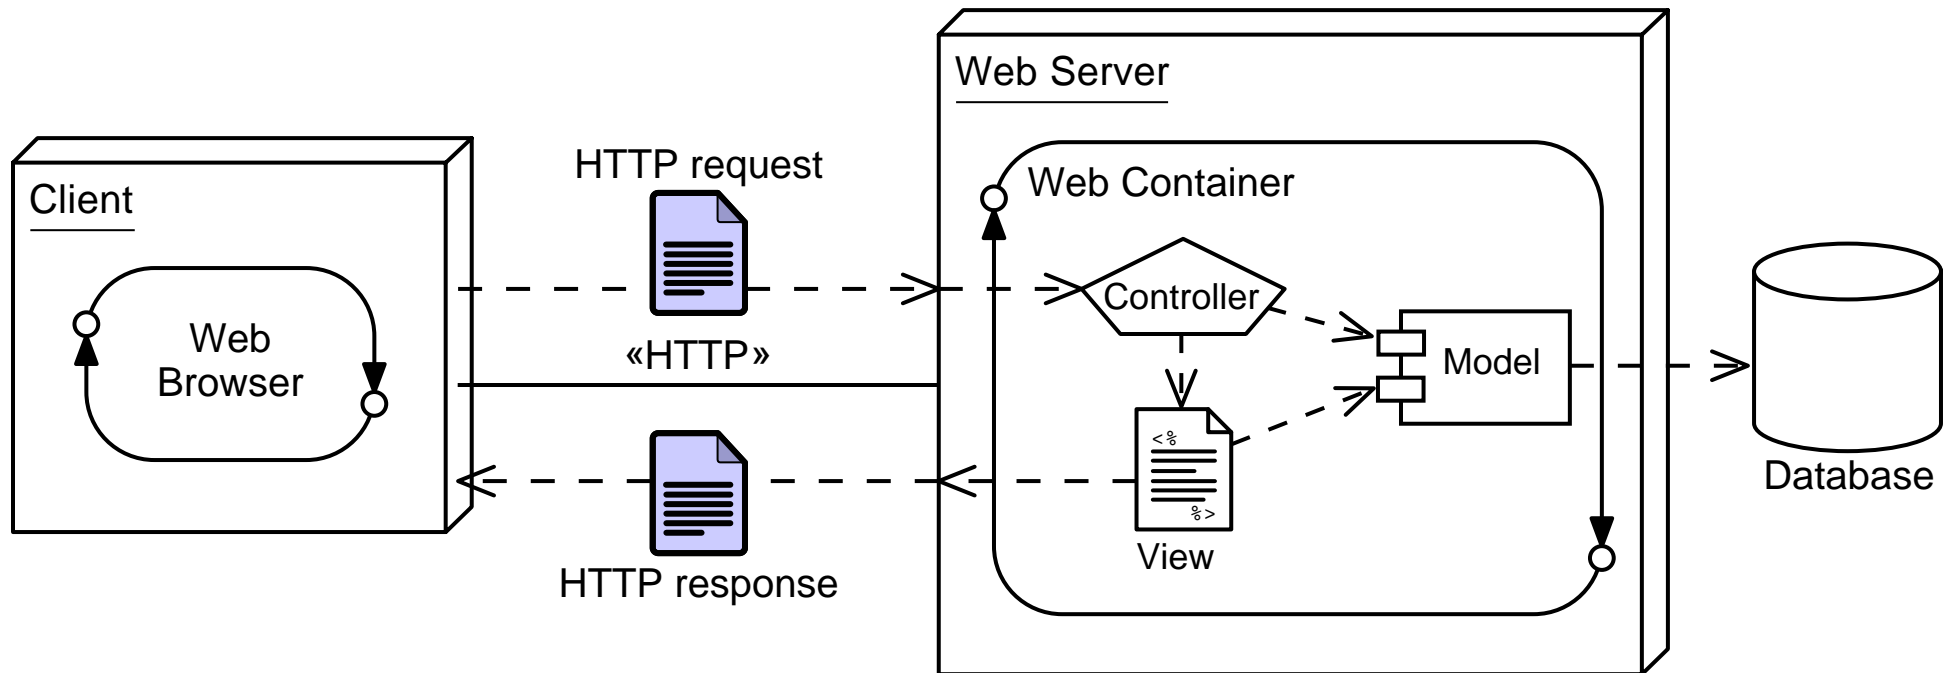 Web Server
HTTP request
Client
Web Container
Controller
Web
Browser
«HTTP»
Model
<%
%>
View
Database
HTTP response